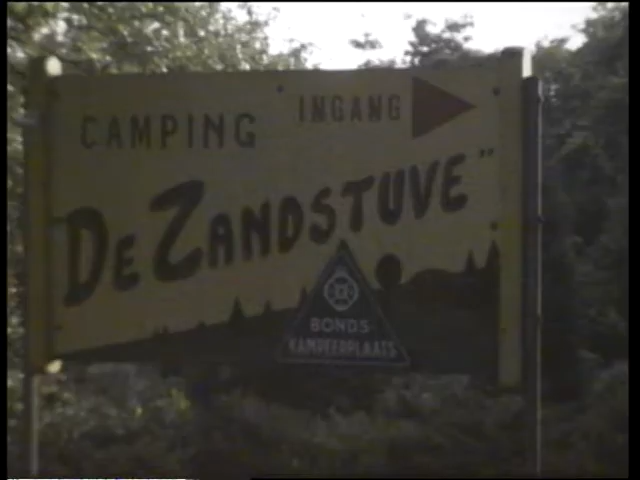 CAMPING INGANG
DE ZANDSTUVE"
BONDS-
KAMPEERPLAATS